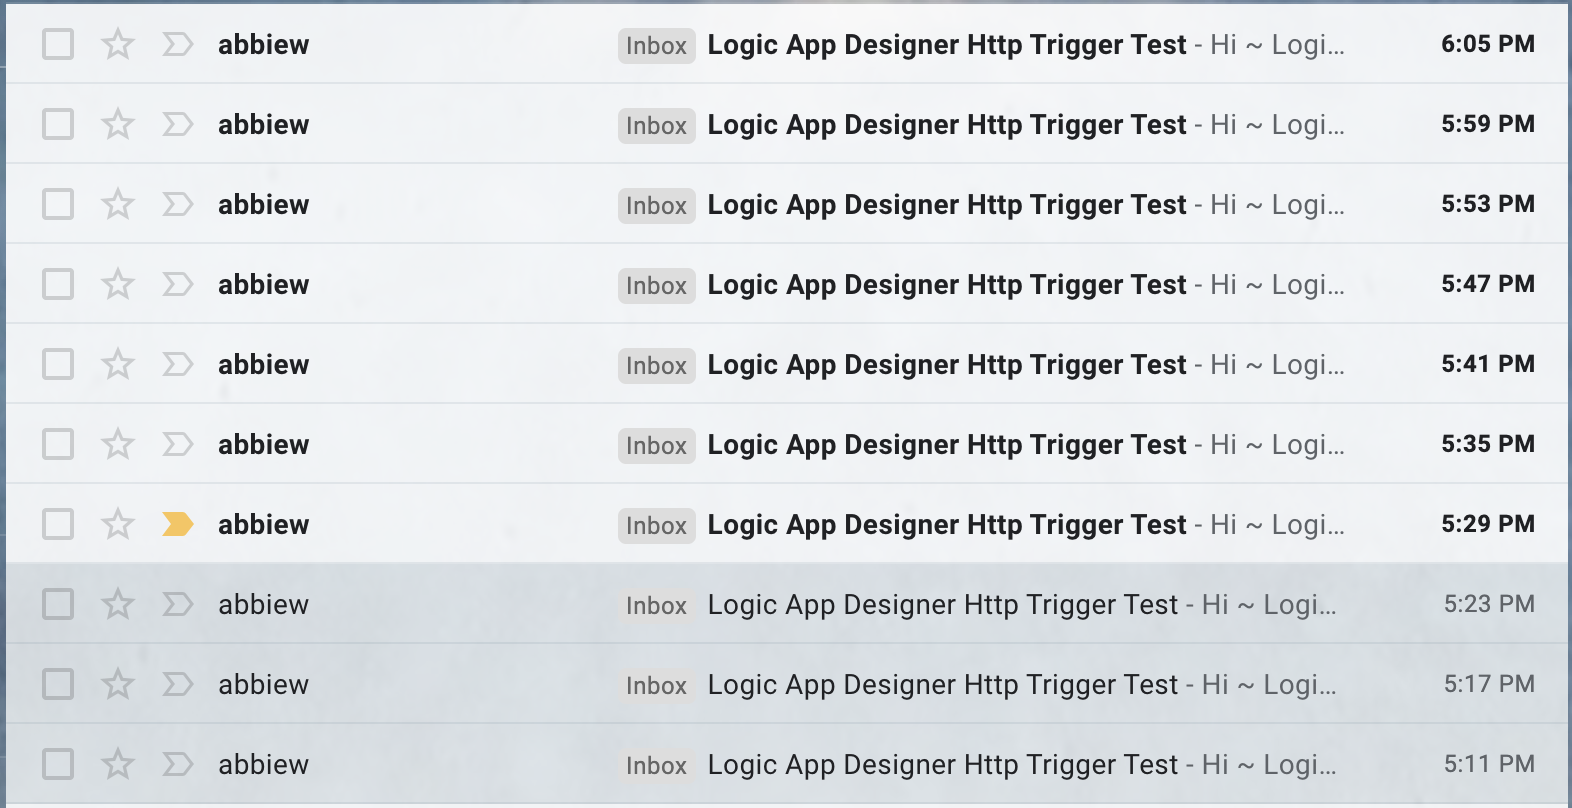 abbiew Inbox Logic App Designer Http Trigger Test - Hi ~ Logi... 6:05 PM
abbiew Inbox Logic App Designer Http Trigger Test - Hi ~ Logi... 5:59 PM
abbiew Inbox Logic App Designer Http Trigger Test - Hi ~ Logi... 5:53 PM
abbiew Inbox Logic App Designer Http Trigger Test - Hi ~ Logi... 5:47 PM
abbiew Inbox Logic App Designer Http Trigger Test - Hi ~ Logi... 5:41 PM
abbiew Inbox Logic App Designer Http Trigger Test - Hi ~ Logi... 5:35 PM
abbiew Inbox Logic App Designer Http Trigger Test - Hi ~ Logi... 5:29 PM
abbiew Inbox Logic App Designer Http Trigger Test - Hi ~ Logi... 5:23 PM
abbiew Inbox Logic App Designer Http Trigger Test - Hi ~ Logi... 5:17 PM
abbiew Inbox Logic App Designer Http Trigger Test - Hi ~ Logi... 5:11 PM